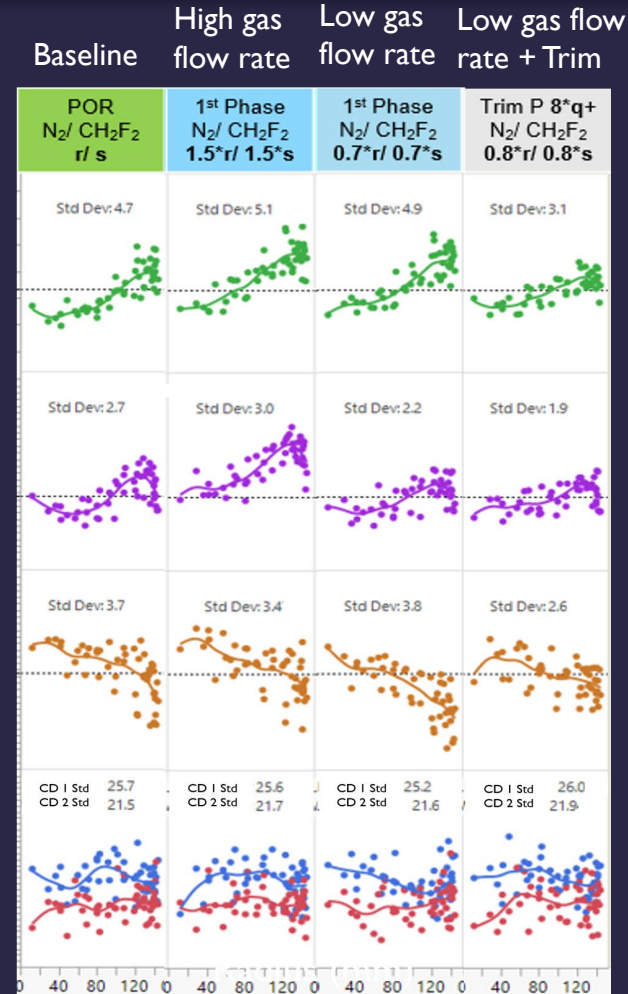 Baseline
High gas
flow rate
Low gas
flow rate
Low gas flow
rate + Trim
POR
N₂/ CH₂F₂
r/ s
1st Phase
N₂/ CH₂F₂
1.5*r/ 1.5*s
1st Phase
N₂/ CH₂F₂
0.7*r/ 0.7*s
Trim P 8*q+
N₂/ CH₂F₂
0.8*r/ 0.8*s
Std Dev: 4.7
Std Dev: 5.1
Std Dev: 4.9
Std Dev: 3.1
Std Dev: 2.7
Std Dev: 3.0
Std Dev: 2.2
Std Dev: 1.9
Std Dev: 3.7
Std Dev: 3.4
Std Dev: 3.8
Std Dev: 2.6
CD 1 Std 25.7
CD 2 Std 21.5
CD 1 Std 25.6
CD 2 Std 21.7
CD 1 Std 25.2
CD 2 Std 21.6
CD 1 Std 26.0
CD 2 Std 21.9
0 40 80 120 0 40 80 120 0 40 80 120 0 40 80 120